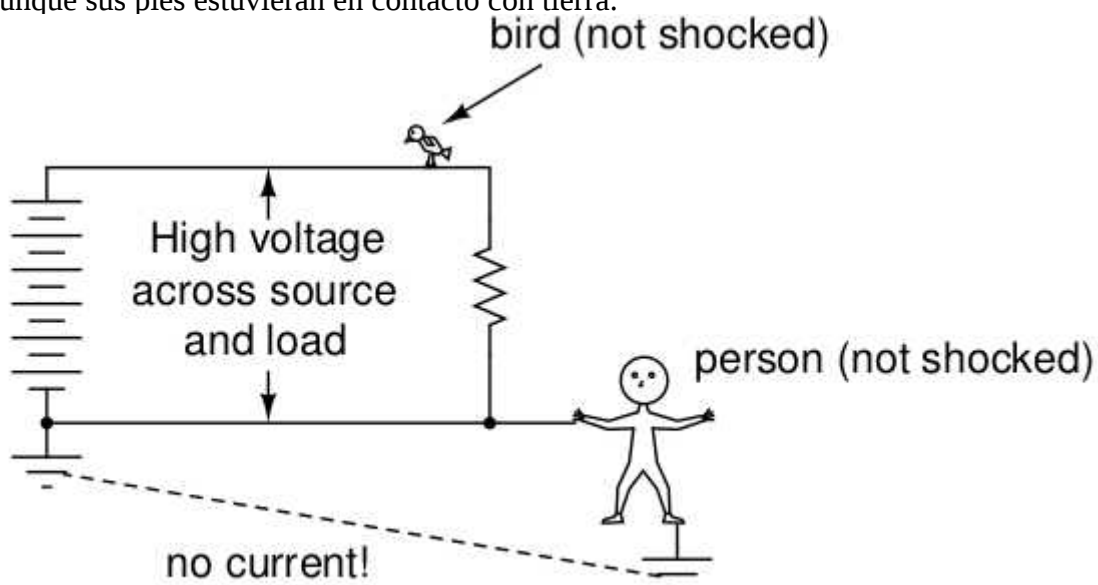 sus pies estuvieran en contacto con tierra.
bird (not shocked)
High voltage
across source
and load
person (not shocked)
no current!